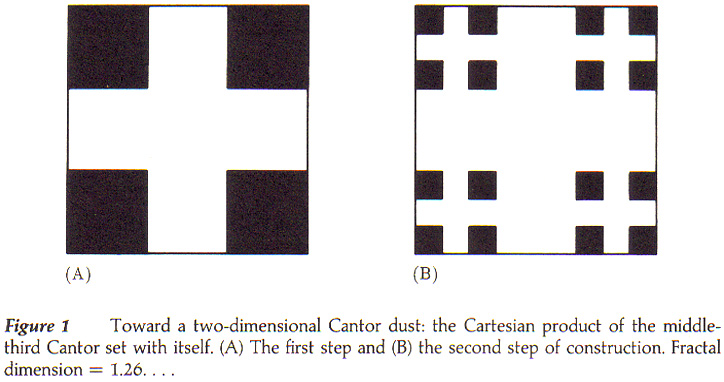 (A)
(B)
Figure 1 Toward a two-dimensional Cantor dust: the Cartesian product of the middle-
third Cantor set with itself. (A) The first step and (B) the second step of construction. Fractal
dimension = 1.26. . . .